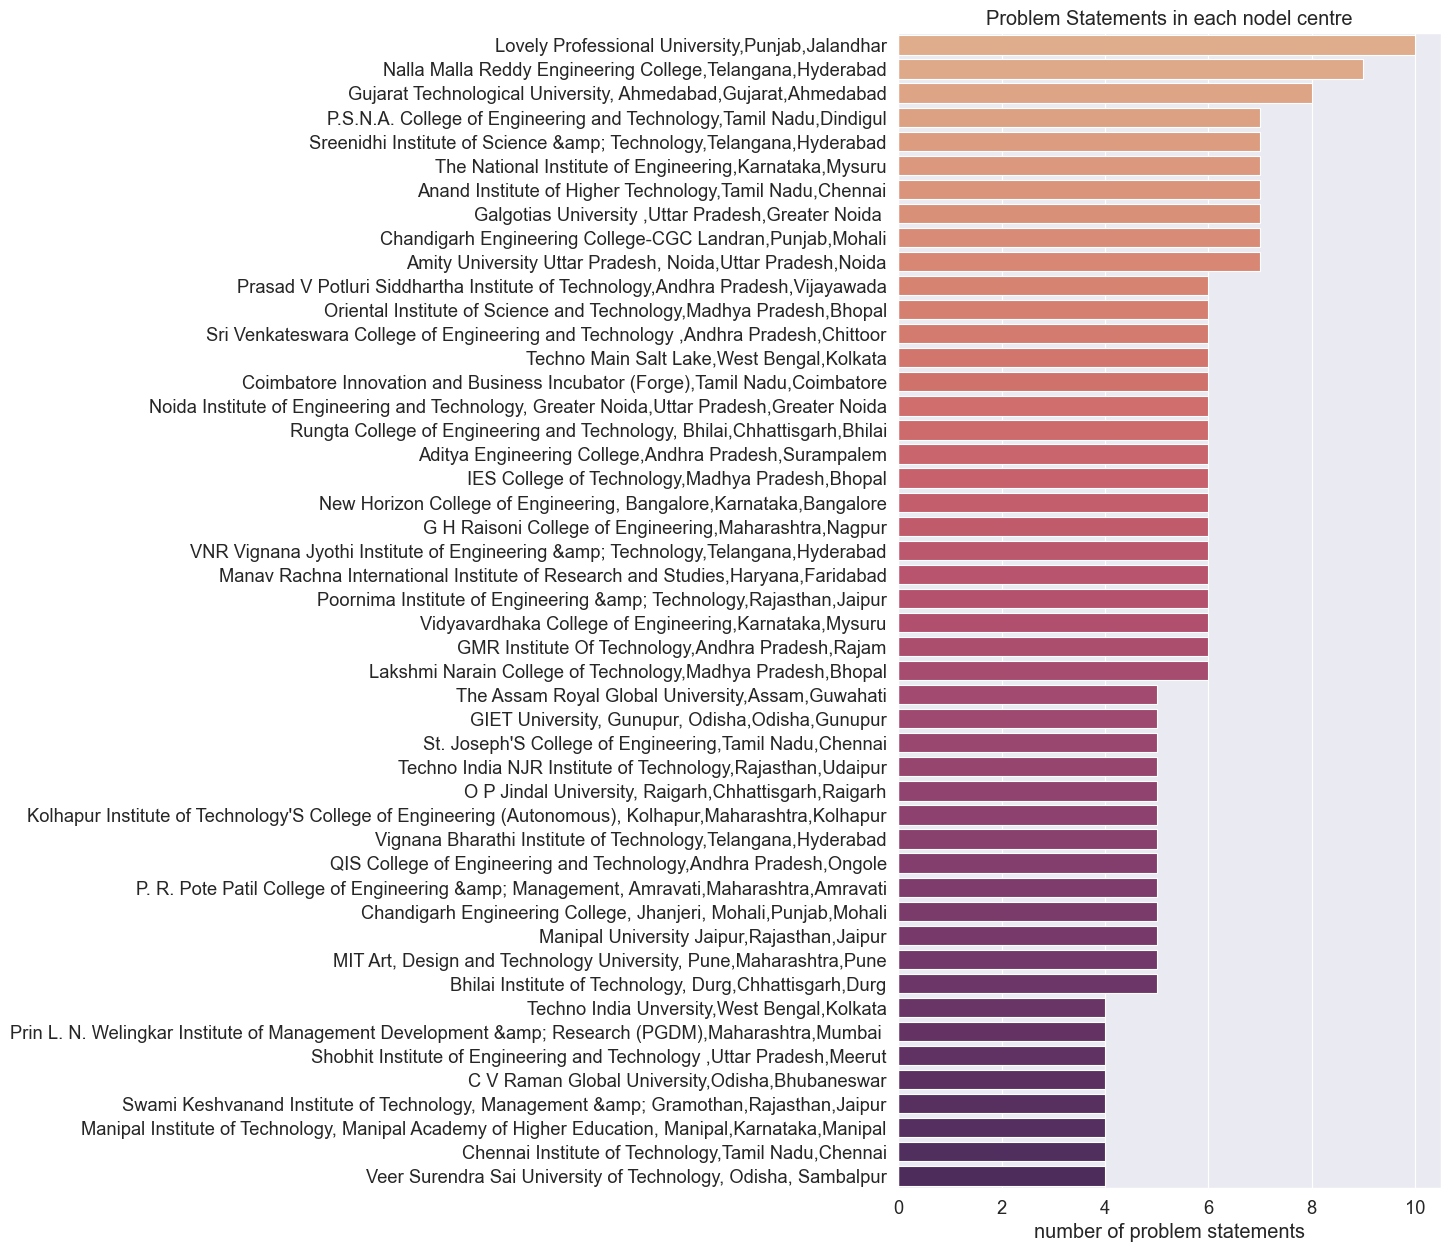 Problem Statements in each nodel centre
Lovely Professional University,Punjab,Jalandhar
Nalla Malla Reddy Engineering College,Telangana,Hyderabad
Gujarat Technological University, Ahmedabad,Gujarat,Ahmedabad
P.S.N.A. College of Engineering and Technology,Tamil Nadu,Dindigul
Sreenidhi Institute of Science &amp; Technology,Telangana,Hyderabad
The National Institute of Engineering,Karnataka,Mysuru
Anand Institute of Higher Technology,Tamil Nadu,Chennai
Galgotias University ,Uttar Pradesh,Greater Noida
Chandigarh Engineering College-CGC Landran,Punjab,Mohali
Amity University Uttar Pradesh, Noida,Uttar Pradesh,Noida
Prasad V Potluri Siddhartha Institute of Technology,Andhra Pradesh,Vijayawada
Oriental Institute of Science and Technology,Madhya Pradesh,Bhopal
Sri Venkateswara College of Engineering and Technology ,Andhra Pradesh,Chittoor
Techno Main Salt Lake,West Bengal,Kolkata
Coimbatore Innovation and Business Incubator (Forge),Tamil Nadu,Coimbatore
Noida Institute of Engineering and Technology, Greater Noida,Uttar Pradesh,Greater Noida
Rungta College of Engineering and Technology, Bhilai,Chhattisgarh,Bhilai
Aditya Engineering College,Andhra Pradesh,Surampalem
IES College of Technology,Madhya Pradesh,Bhopal
New Horizon College of Engineering, Bangalore,Karnataka,Bangalore
G H Raisoni College of Engineering,Maharashtra,Nagpur
VNR Vignana Jyothi Institute of Engineering &amp; Technology,Telangana,Hyderabad
Manav Rachna International Institute of Research and Studies,Haryana,Faridabad
Poornima Institute of Engineering &amp; Technology,Rajasthan,Jaipur
Vidyavardhaka College of Engineering,Karnataka,Mysuru
GMR Institute Of Technology,Andhra Pradesh,Rajam
Lakshmi Narain College of Technology,Madhya Pradesh,Bhopal
The Assam Royal Global University,Assam,Guwahati
GIET University, Gunupur, Odisha,Odisha,Gunupur
St. Joseph'S College of Engineering,Tamil Nadu,Chennai
Techno India NJR Institute of Technology,Rajasthan,Udaipur
O P Jindal University, Raigarh,Chhattisgarh,Raigarh
Kolhapur Institute of Technology'S College of Engineering (Autonomous), Kolhapur,Maharashtra,Kolhapur
Vignana Bharathi Institute of Technology,Telangana,Hyderabad
QIS College of Engineering and Technology,Andhra Pradesh,Ongole
P. R. Pote Patil College of Engineering &amp; Management, Amravati,Maharashtra,Amravati
Chandigarh Engineering College, Jhanjeri, Mohali,Punjab,Mohali
Manipal University Jaipur,Rajasthan,Jaipur
MIT Art, Design and Technology University, Pune,Maharashtra,Pune
Bhilai Institute of Technology, Durg,Chhattisgarh,Durg
Techno India Unversity,West Bengal,Kolkata
Prin L. N. Welingkar Institute of Management Development &amp; Research (PGDM),Maharashtra,Mumbai
Shobhit Institute of Engineering and Technology ,Uttar Pradesh,Meerut
C V Raman Global University,Odisha,Bhubaneswar
Swami Keshvanand Institute of Technology, Management &amp; Gramothan,Rajasthan,Jaipur
Manipal Institute of Technology, Manipal Academy of Higher Education, Manipal,Karnataka,Manipal
Chennai Institute of Technology,Tamil Nadu,Chennai
Veer Surendra Sai University of Technology, Odisha, Sambalpur
0 2 4 6 8 10
number of problem statements